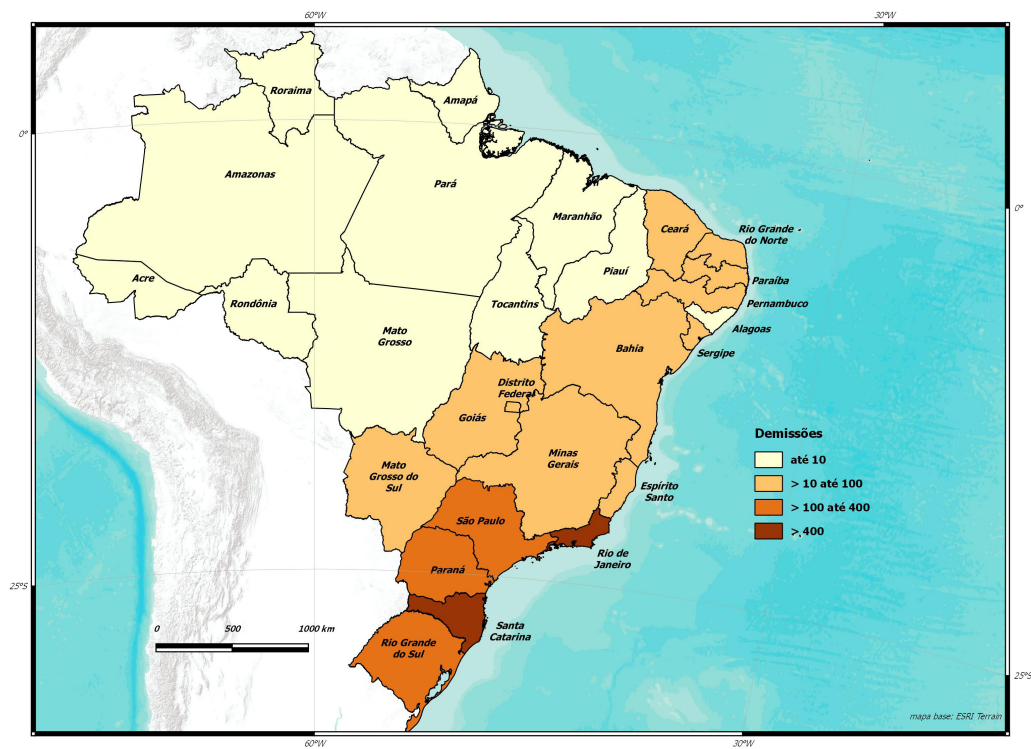 60°W
30°W
Roraima
Amapá
0°
Amazonas
Pará
0°
Maranhão
Ceará
Rio Grande
do Norte
Piauí
Acre
Paraíba
Rondônia
Tocantins
Pernambuco
Mato
Grosso
Alagoas
Bahia
Sergipe
Distrito
Federal
Goiás
Demissões
até 10
> 10 até 100
> 100 até 400
> 400
Minas
Gerais
Mato
Grosso do
Sul
Espírito
Santo
São Paulo
Rio de
Janeiro
Paraná
25°S
0 500 1000 km
Santa
Catarina
Rio Grande
do Sul
25°S
mapa base: ESRI Terrain
60°W
30°W